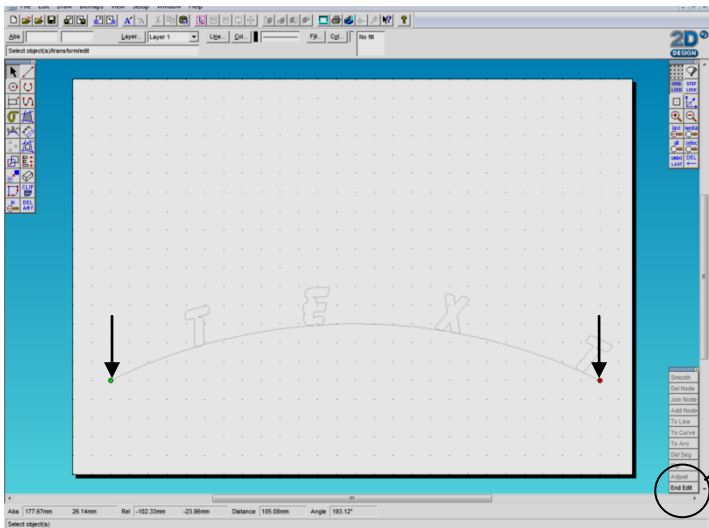 File Edit Draw Bitmaps View Setup Window Help
Abs Layer... Layer 1 Line... Col... Fill... Col... No fill
Select object(s)/transform/edit
2D
DESIGN
GRID LOCK STEP LOCK
all
UNDO LAST DEL
CLIP
DEL ANY
T E X T
Smooth
Del Node
Join Node
Add Node
To Line
To Curve
To Arc
Del Seg
Adjust
End Edit
Abs 177.67mm 26.14mm Rel -102.33mm -23.86mm Distance 105.08mm Angle 193.12°
Select object(s)